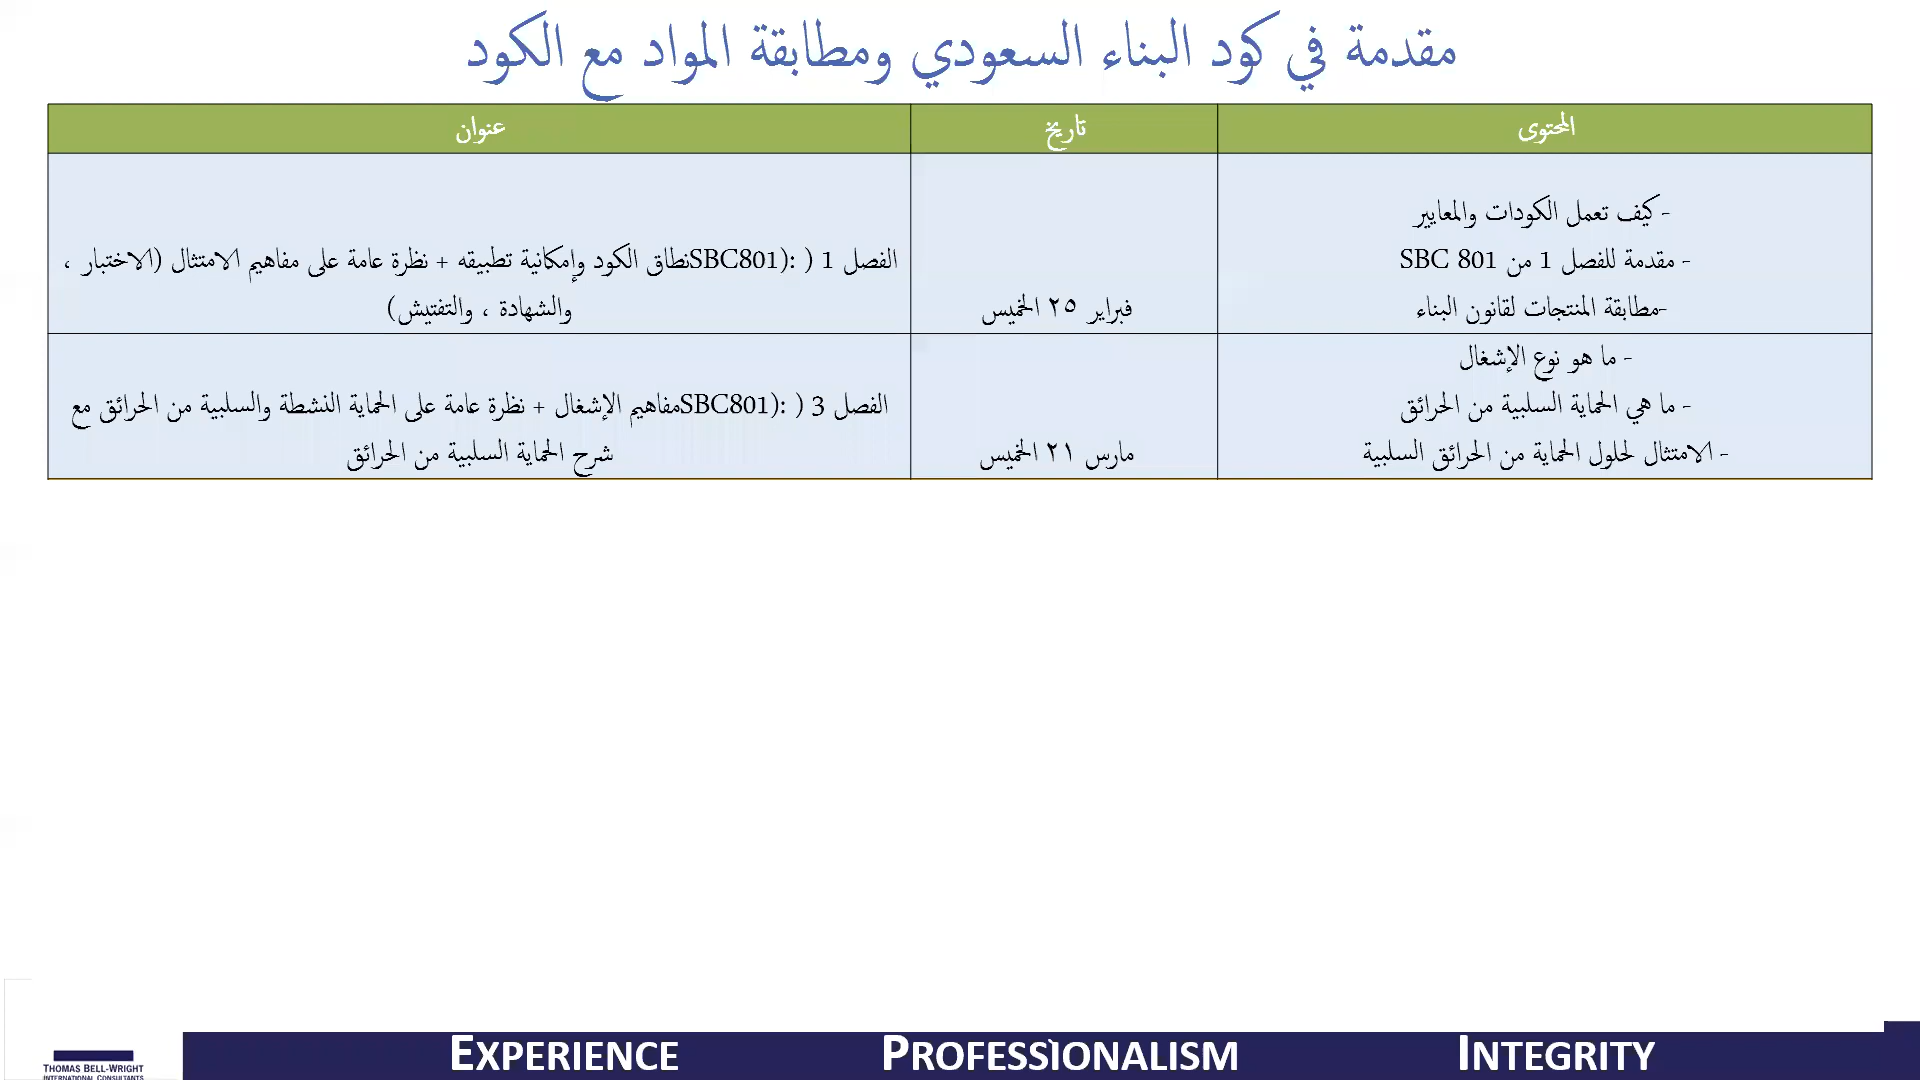 مقدمة في كود البناء السعودي ومطابقة المواد مع الكود
المحتوى
تاريخ
عنوان
- كيف تعمل الكودات والمعايير
- مقدمة للفصل 1 من SBC 801
-مطابقة المنتجات لقانون البناء
فبراير ٢٥ الخميس
الفصل 1 ( :(SBC801نطاق الكود وإمكانية تطبيقه + نظرة عامة على مفاهيم الامتثال (الاختبار ،
والشهادة ، والتفتيش)
- ما هو نوع الإشغال
- ما هي الحماية السلبية من الحرائق
- الامتثال لحلول الحماية من الحرائق السلبية
مارس ٢١ الخميس
الفصل 3 ( :(SBC801مفاهيم الإشغال + نظرة عامة على الحماية النشطة والسلبية من الحرائق مع
شرح الحماية السلبية من الحرائق
THOMAS BELL-WRIGHT
INTERNATIONAL CONSULTANTS
EXPERIENCE
PROFESSIONALISM
INTEGRITY